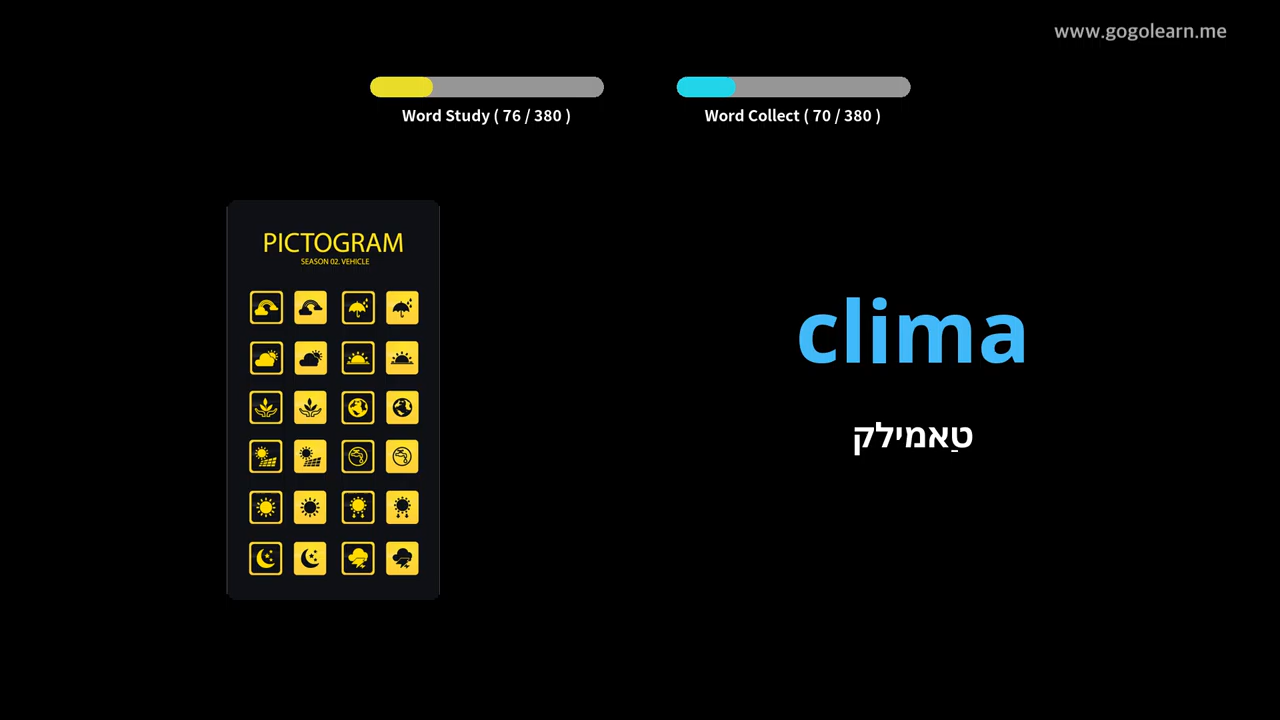 www.gogolearn.me
Word Study ( 76 / 380 )
Word Collect ( 70 / 380 )
PICTOGRAM
SEASON 02. VEHICLE
clima
טַאמילק